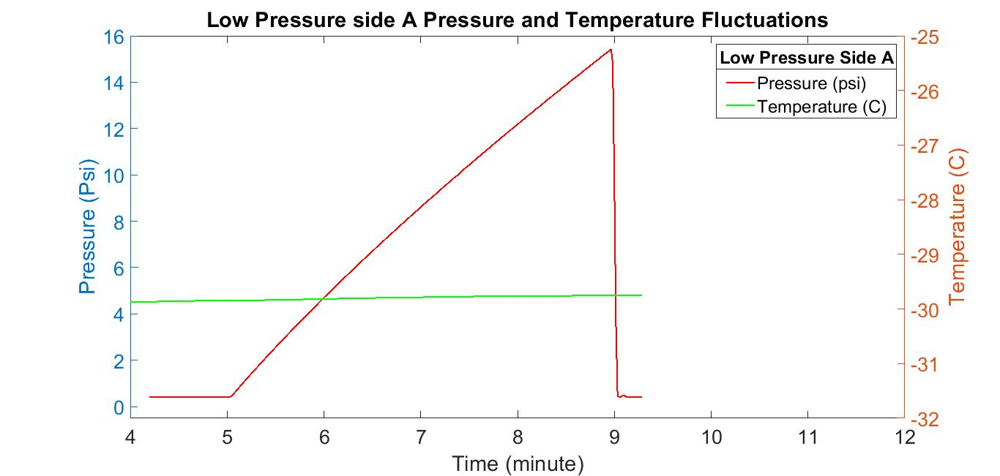 Low Pressure side A Pressure and Temperature Fluctuations
Pressure (Psi)
16
14
12
10
8
6
4
2
0
4 5 6 7 8 9 10 11 12
Time (minute)
-25
-26
-27
-28
-29
-30
-31
-32
Temperature (C)
Low Pressure Side A
Pressure (psi)
Temperature (C)